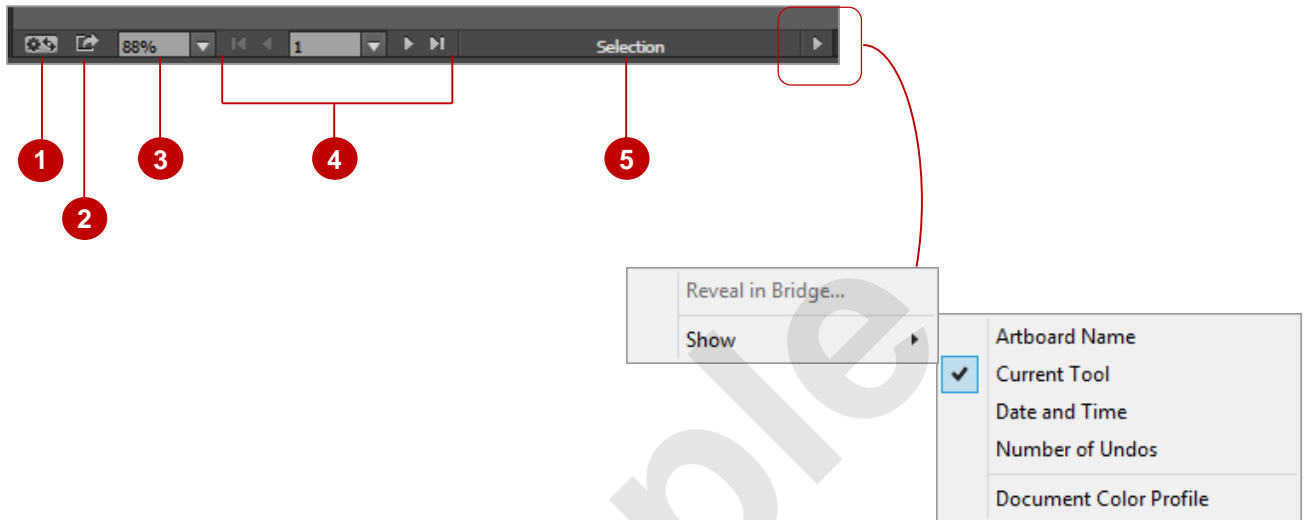 88%
1
Selection
1
2
3
4
5
Reveal in Bridge...
Show
Artboard Name
Current Tool
Date and Time
Number of Undos
Document Color Profile
ple